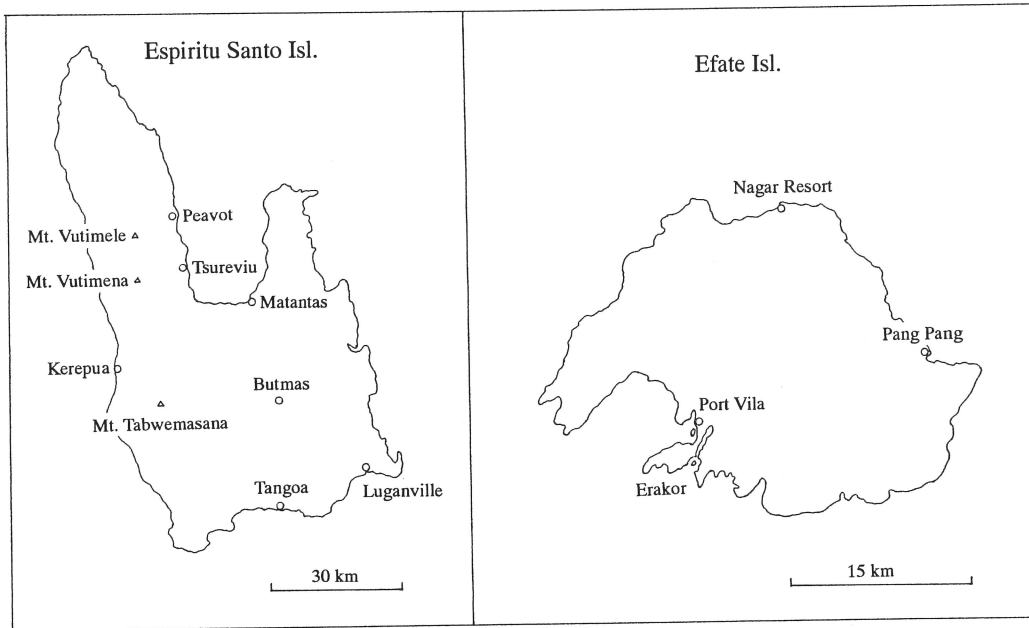 Espiritu Santo Isl.
Peavot
Mt. Vutimele
Tsureviu
Mt. Vutimena
Matantas
Kerepua
Butmas
Mt. Tabwemasana
Tangoa
Luganville
30 km
Efate Isl.
Nagar Resort
Pang Pang
Port Vila
Erakor
15 km